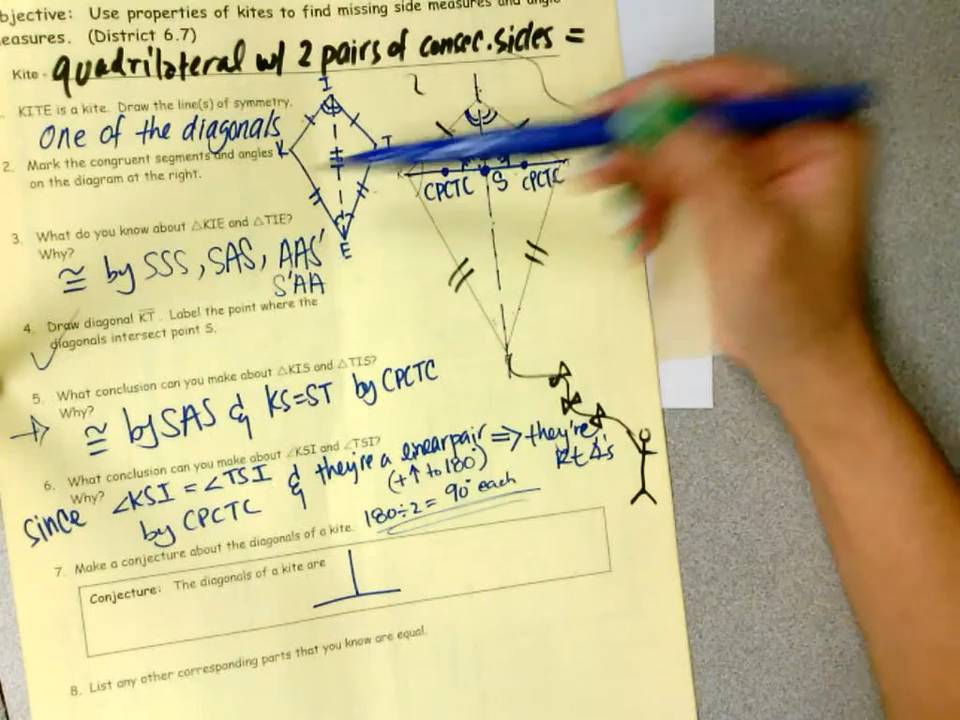 bjective: Use properties of kites to find missing side measures and angle
easures. (District 6.7)
Kite - quadrilateral w/ 2 pairs of consec. sides =
. KITE is a kite. Draw the line(s) of symmetry.
One of the diagonals
2. Mark the congruent segments and angles
on the diagram at the right.
I
K
T
E
K
CPCTC S CPCTC
3. What do you know about △KIE and △TIE?
Why?
≅ by SSS, SAS, AAS
S'AA
4. Draw diagonal KT. Label the point where the
diagonals intersect point S.
5. What conclusion can you make about △KIS and △TIS?
Why?
≅ by SAS & KS=ST by CPCTC
6. What conclusion can you make about ∠KSI and ∠TSI?
Why?
Since ∠KSI = ∠TSI & they're a linear pair ⇒ they're
by CPCTC (+ ↑ to 180°) Rt ∆'s
180÷2 = 90° each
7. Make a conjecture about the diagonals of a kite.
Conjecture: The diagonals of a kite are ⊥
8. List any other corresponding parts that you know are equal.